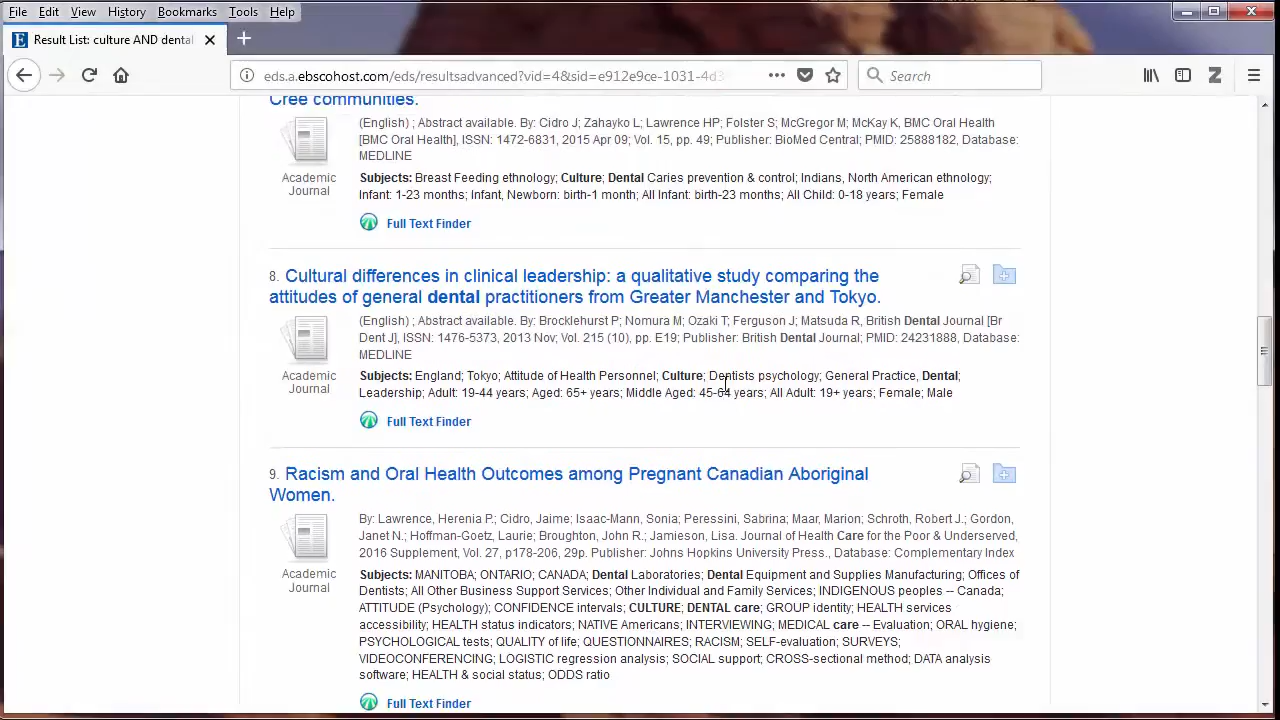 File Edit View History Bookmarks Tools Help
Result List: culture AND dental
eds.a.ebscohost.com/eds/resultsadvanced?vid=4&sid=e912e9ce-1031-4d3
Search
Cree communities.
(English) ; Abstract available. By: Cidro J; Zahayko L; Lawrence HP; Folster S; McGregor M; McKay K, BMC Oral Health
[BMC Oral Health], ISSN: 1472-6831, 2015 Apr 09; Vol. 15, pp. 49; Publisher: BioMed Central; PMID: 25888182, Database:
MEDLINE
Academic
Journal
Subjects: Breast Feeding ethnology; Culture; Dental Caries prevention & control; Indians, North American ethnology;
Infant: 1-23 months; Infant, Newborn: birth-1 month; All Infant: birth-23 months; All Child: 0-18 years; Female
Full Text Finder
8. Cultural differences in clinical leadership: a qualitative study comparing the
attitudes of general dental practitioners from Greater Manchester and Tokyo.
(English) ; Abstract available. By: Brocklehurst P; Nomura M; Ozaki T; Ferguson J; Matsuda R, British Dental Journal [Br
Dent J], ISSN: 1476-5373, 2013 Nov; Vol. 215 (10), pp. E19; Publisher: British Dental Journal; PMID: 24231888, Database:
MEDLINE
Academic
Journal
Subjects: England; Tokyo; Attitude of Health Personnel; Culture; Dentists psychology; General Practice, Dental;
Leadership; Adult: 19-44 years; Aged: 65+ years; Middle Aged: 45-64 years; All Adult: 19+ years; Female; Male
Full Text Finder
9. Racism and Oral Health Outcomes among Pregnant Canadian Aboriginal
Women.
By: Lawrence, Herenia P.; Cidro, Jaime; Isaac-Mann, Sonia; Peressini, Sabrina; Maar, Marion; Schroth, Robert J.; Gordon,
Janet N.; Hoffman-Goetz, Laurie; Broughton, John R.; Jamieson, Lisa, Journal of Health Care for the Poor & Underserved,
2016 Supplement, Vol. 27, p178-206, 29p. Publisher: Johns Hopkins University Press., Database: Complementary Index
Academic
Journal
Subjects: MANITOBA; ONTARIO; CANADA; Dental Laboratories; Dental Equipment and Supplies Manufacturing; Offices of
Dentists; All Other Business Support Services; Other Individual and Family Services; INDIGENOUS peoples -- Canada;
ATTITUDE (Psychology); CONFIDENCE intervals; CULTURE; DENTAL care; GROUP identity; HEALTH services
accessibility; HEALTH status indicators; NATIVE Americans; INTERVIEWING; MEDICAL care -- Evaluation; ORAL hygiene;
PSYCHOLOGICAL tests; QUALITY of life; QUESTIONNAIRES; RACISM; SELF-evaluation; SURVEYS;
VIDEOCONFERENCING; LOGISTIC regression analysis; SOCIAL support; CROSS-sectional method; DATA analysis
software; HEALTH & social status; ODDS ratio
Full Text Finder